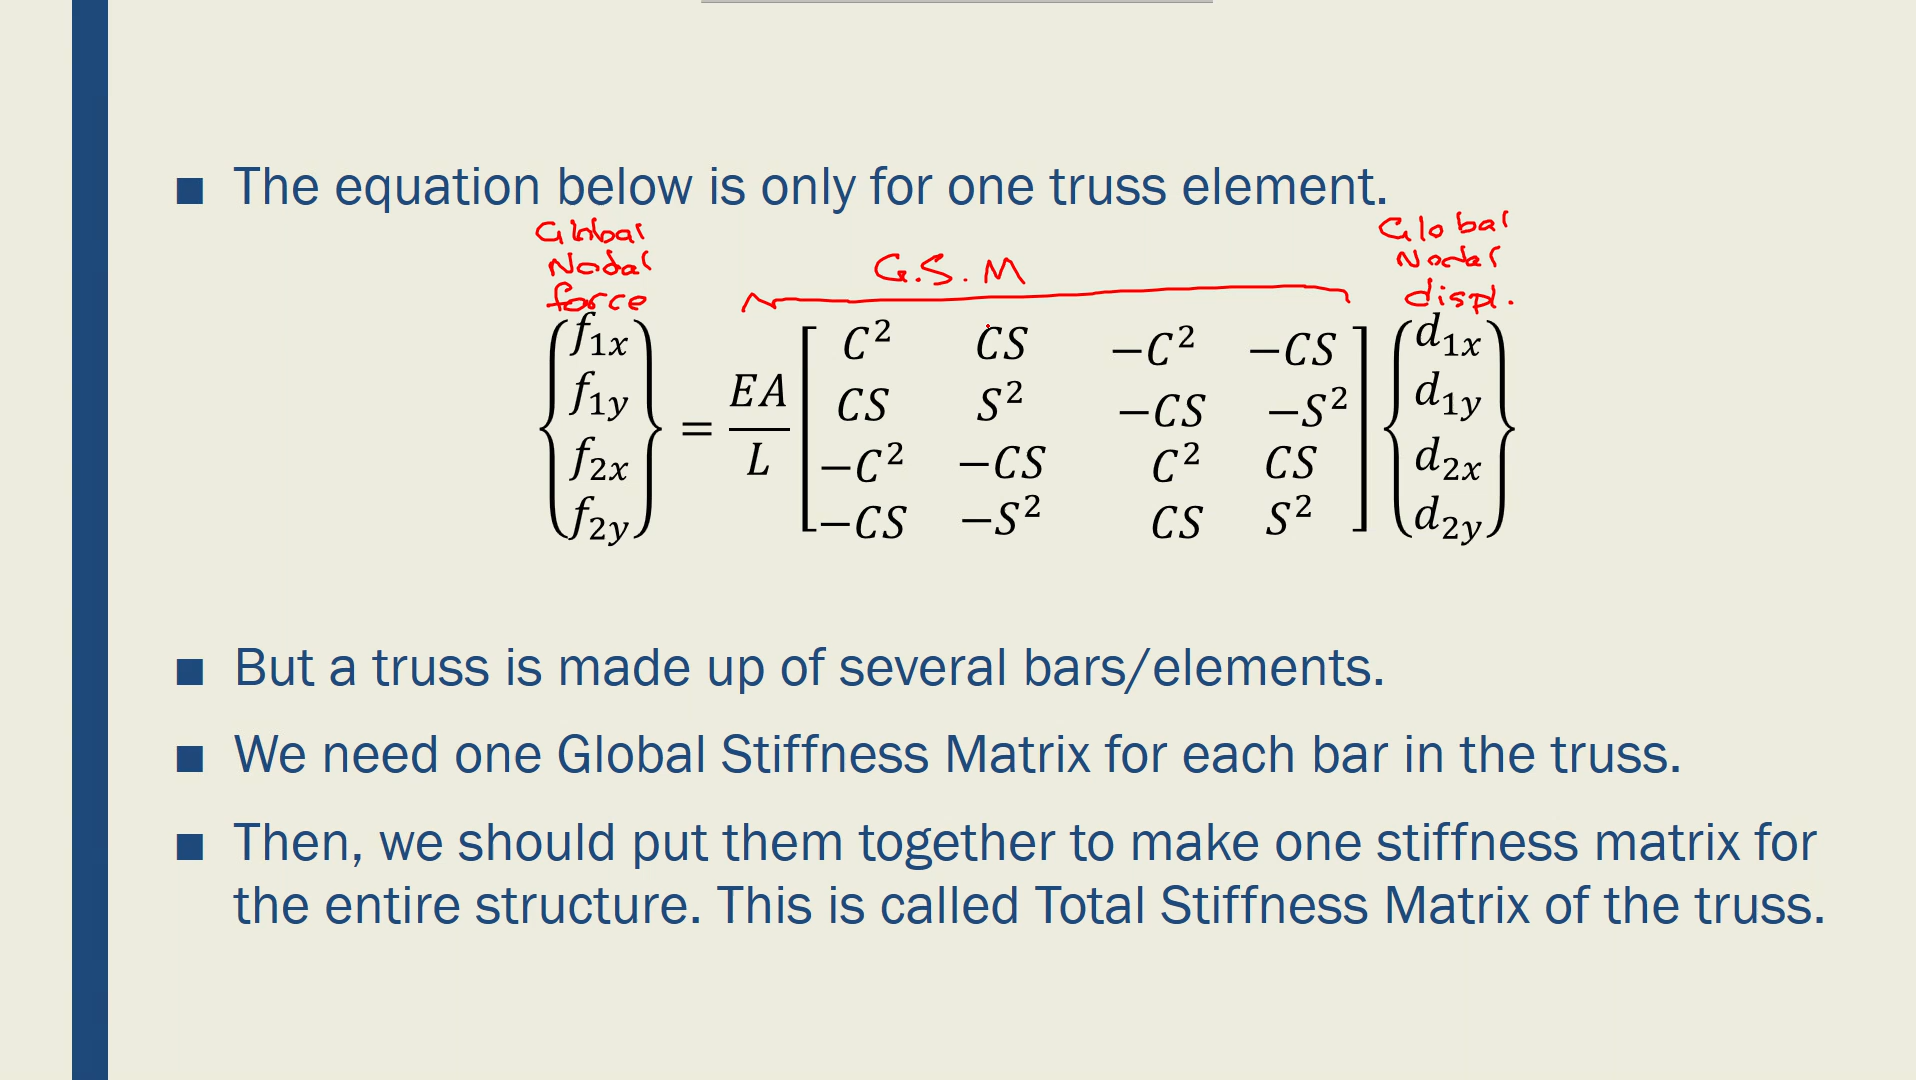 ■ The equation below is only for one truss element.
Global Nodal force
G.S.M
Global Nodal displ.
{f₁ₓ f₁ᵧ f₂ₓ f₂ᵧ} = EA/L [C² CS −C² −CS
CS S² −CS −S²
−C² −CS C² CS
−CS −S² CS S²] {d₁ₓ d₁ᵧ d₂ₓ d₂ᵧ}
■ But a truss is made up of several bars/elements.
■ We need one Global Stiffness Matrix for each bar in the truss.
■ Then, we should put them together to make one stiffness matrix for
the entire structure. This is called Total Stiffness Matrix of the truss.